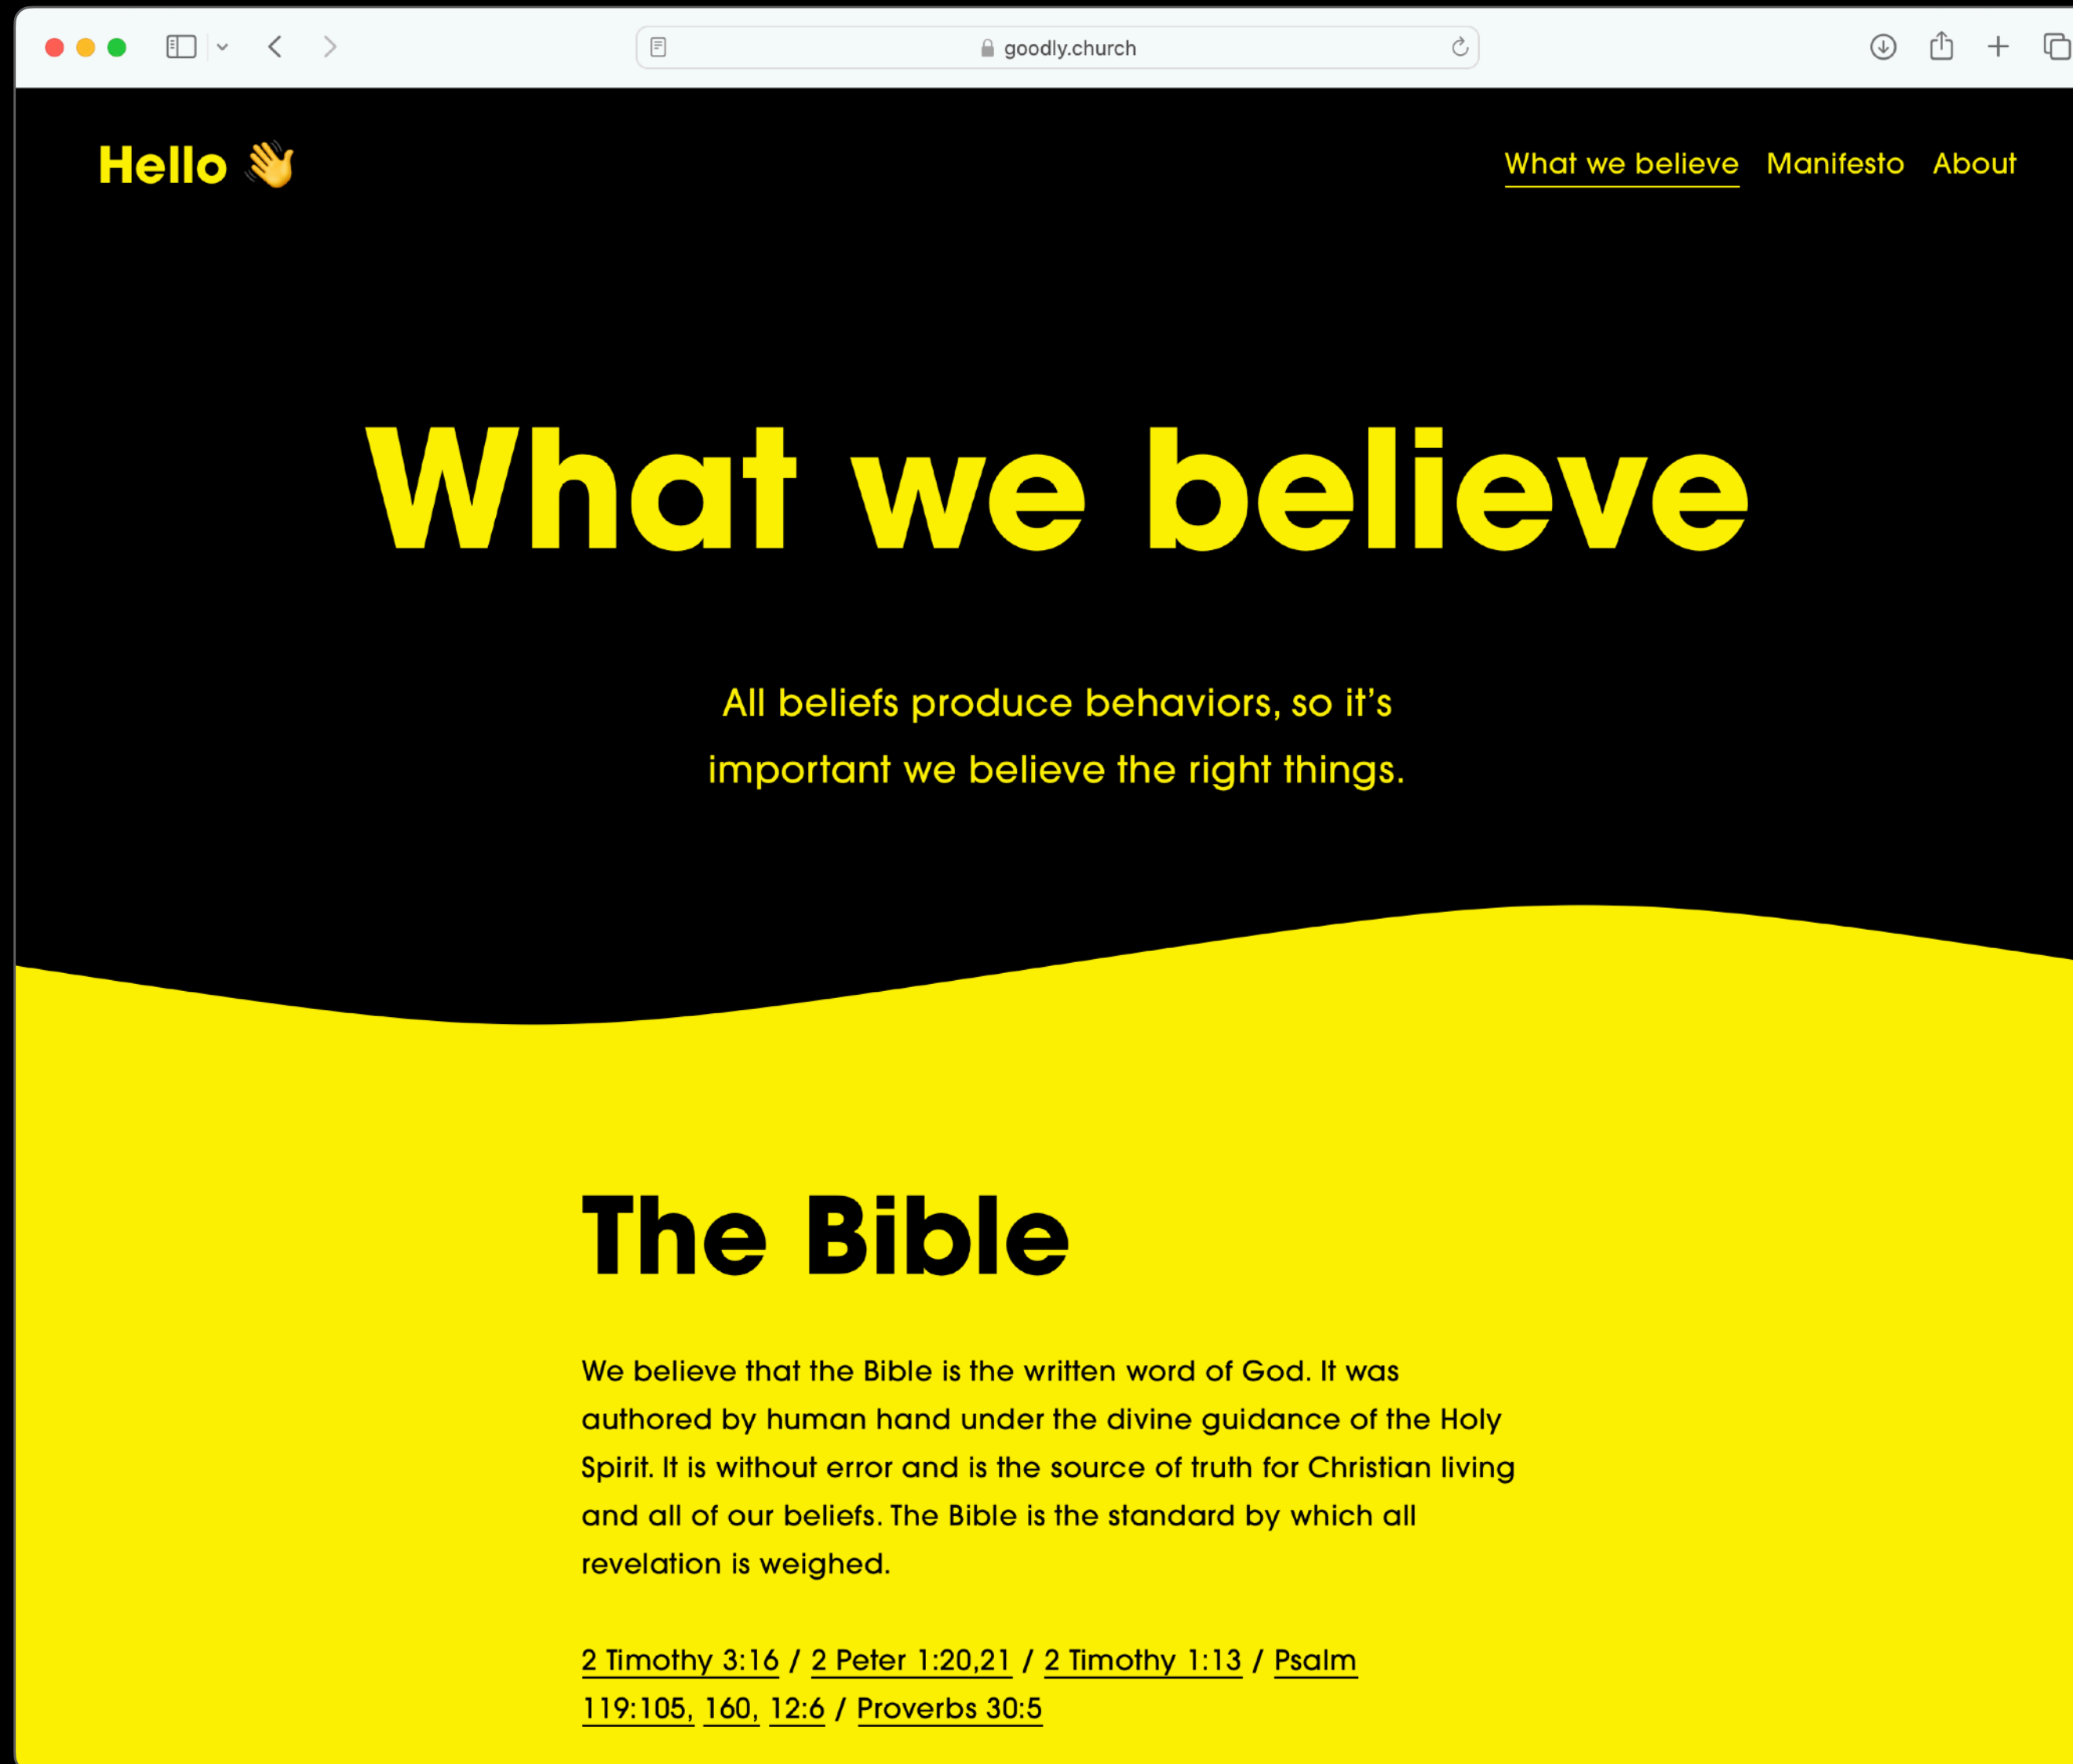 goodly.church
Hello 👋
What we believe Manifesto About
What we believe
All beliefs produce behaviors, so it's
important we believe the right things.
The Bible
We believe that the Bible is the written word of God. It was
authored by human hand under the divine guidance of the Holy
Spirit. It is without error and is the source of truth for Christian living
and all of our beliefs. The Bible is the standard by which all
revelation is weighed.
2 Timothy 3:16 / 2 Peter 1:20,21 / 2 Timothy 1:13 / Psalm
119:105, 160, 12:6 / Proverbs 30:5